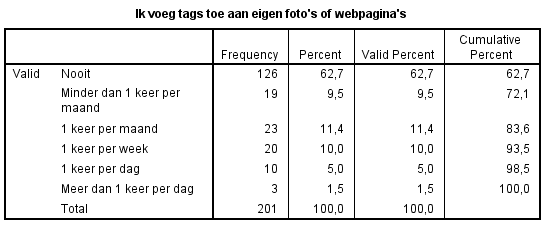 Ik voeg tags toe aan eigen foto's of webpagina's
Frequency Percent Valid Percent Cumulative Percent
Valid Nooit 126 62,7 62,7 62,7
Minder dan 1 keer per maand 19 9,5 9,5 72,1
1 keer per maand 23 11,4 11,4 83,6
1 keer per week 20 10,0 10,0 93,5
1 keer per dag 10 5,0 5,0 98,5
Meer dan 1 keer per dag 3 1,5 1,5 100,0
Total 201 100,0 100,0